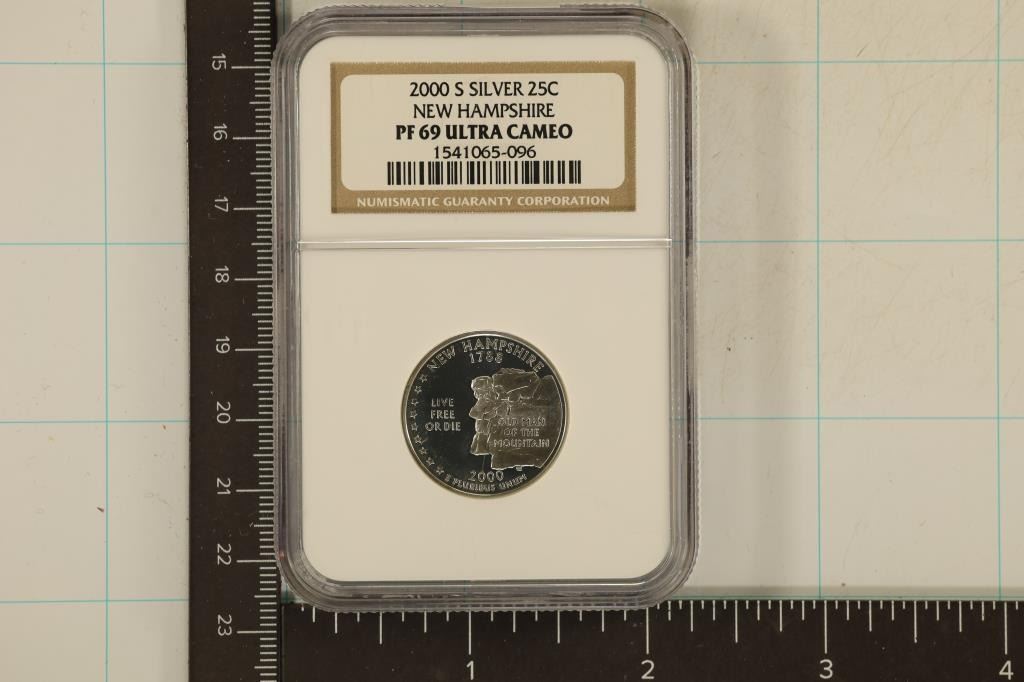 2000 S SILVER 25C
NEW HAMPSHIRE
PF 69 ULTRA CAMEO
1541065-096
NUMISMATIC GUARANTY CORPORATION
NEW HAMPSHIRE
1788
LIVE
FREE
OR DIE
OLD MAN
OF THE
MOUNTAIN
2000
E PLURIBUS UNUM
15
16
17
18
19
20
21
22
23
1
2
3
4